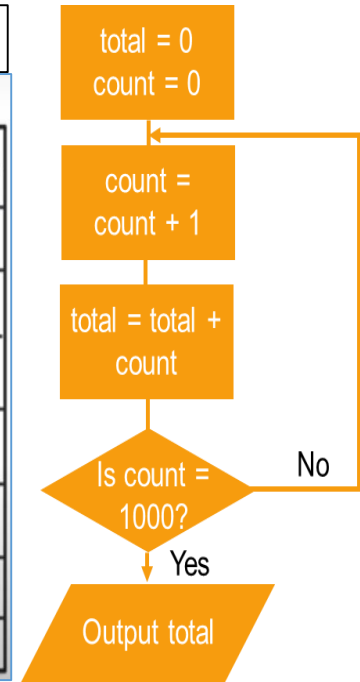 total = 0
count = 0
count =
count + 1
total = total +
count
Is count =
1000?
No
Yes
Output total